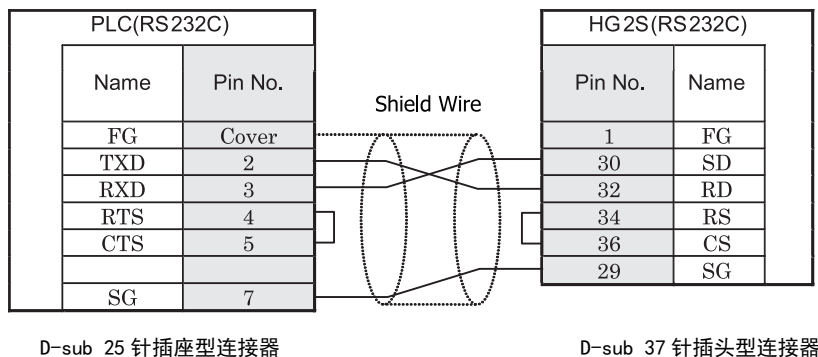 PLC(RS232C)
HG2S(RS232C)
Name Pin No. Pin No. Name
Shield Wire
FG Cover 1 FG
TXD 2 30 SD
RXD 3 32 RD
RTS 4 34 RS
CTS 5 36 CS
29 SG
SG 7
D-sub 25 针插座型连接器
D-sub 37 针插头型连接器